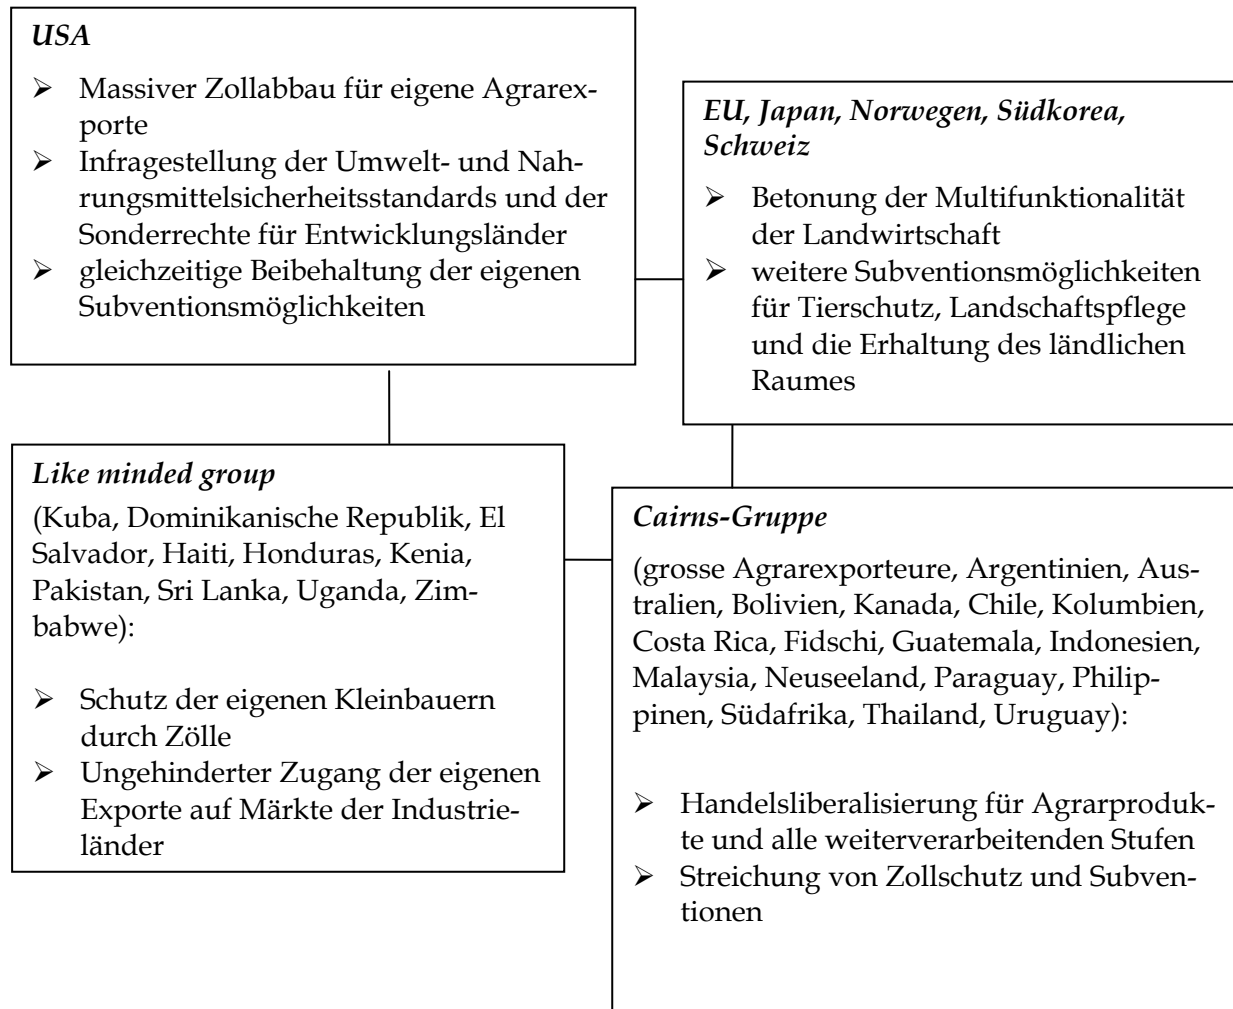 USA
➢ Massiver Zollabbau für eigene Agrarex-
porte
➢ Infragestellung der Umwelt- und Nah-
rungsmittelsicherheitsstandards und der
Sonderrechte für Entwicklungsländer
➢ gleichzeitige Beibehaltung der eigenen
Subventionsmöglichkeiten
EU, Japan, Norwegen, Südkorea,
Schweiz
➢ Betonung der Multifunktionalität
der Landwirtschaft
➢ weitere Subventionsmöglichkeiten
für Tierschutz, Landschaftspflege
und die Erhaltung des ländlichen
Raumes
Like minded group
(Kuba, Dominikanische Republik, El
Salvador, Haiti, Honduras, Kenia,
Pakistan, Sri Lanka, Uganda, Zim-
babwe):
➢ Schutz der eigenen Kleinbauern
durch Zölle
➢ Ungehinderter Zugang der eigenen
Exporte auf Märkte der Industrie-
länder
Cairns-Gruppe
(grosse Agrarexporteure, Argentinien, Aus-
tralien, Bolivien, Kanada, Chile, Kolumbien,
Costa Rica, Fidschi, Guatemala, Indonesien,
Malaysia, Neuseeland, Paraguay, Philip-
pinen, Südafrika, Thailand, Uruguay):
➢ Handelsliberalisierung für Agrarproduk-
te und alle weiterverarbeitenden Stufen
➢ Streichung von Zollschutz und Subven-
tionen